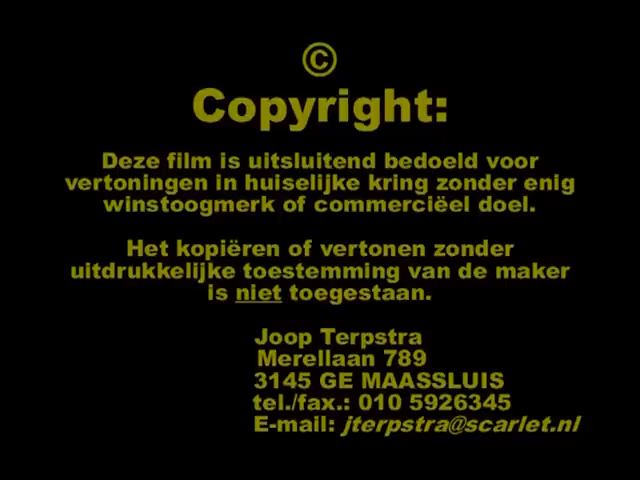 ©
Copyright:
Deze film is uitsluitend bedoeld voor
vertoningen in huiselijke kring zonder enig
winstoogmerk of commerciëel doel.
Het kopiëren of vertonen zonder
uitdrukkelijke toestemming van de maker
is niet toegestaan.
Joop Terpstra
Merellaan 789
3145 GE MAASSLUIS
tel./fax.: 010 5926345
E-mail: jterpstra@scarlet.nl